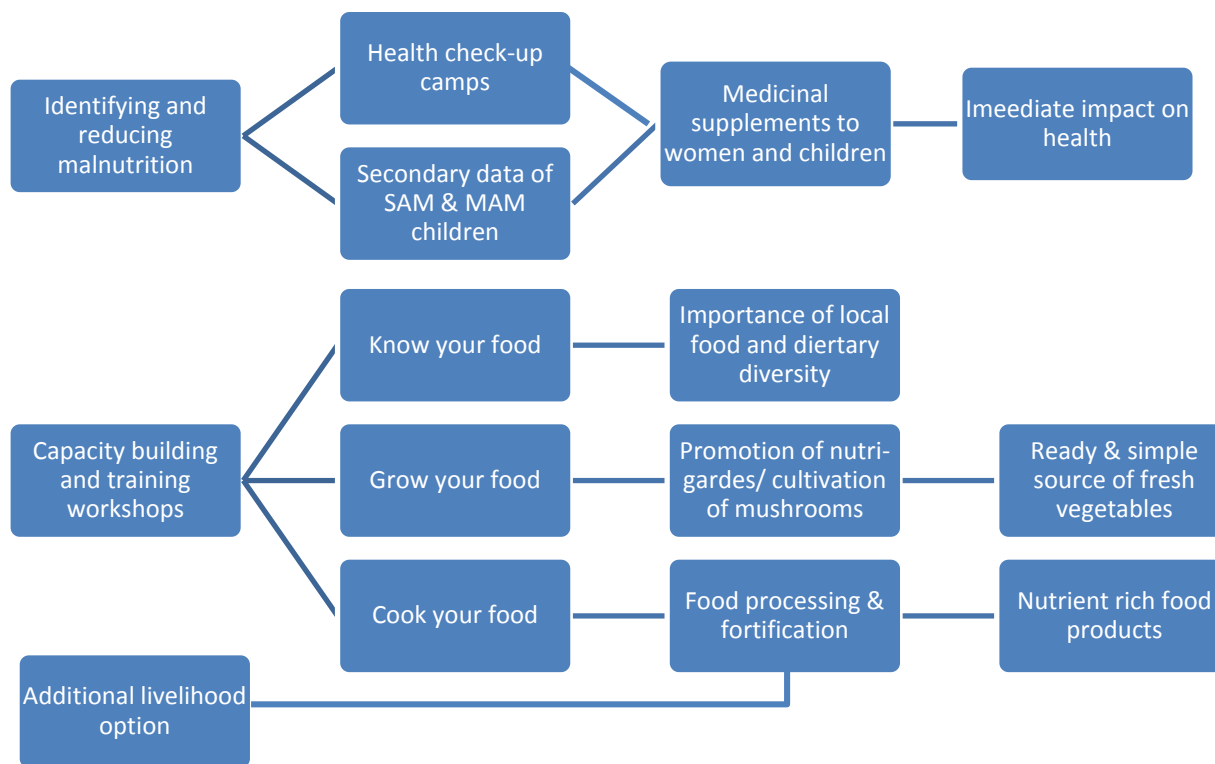 Identifying and
reducing
malnutrition
Health check-up
camps
Secondary data of
SAM & MAM
children
Medicinal
supplements to
women and children
Imeediate impact on
health
Capacity building
and training
workshops
Know your food
Importance of local
food and diertary
diversity
Grow your food
Promotion of nutri-
gardes/ cultivation
of mushrooms
Ready & simple
source of fresh
vegetables
Cook your food
Food processing &
fortification
Nutrient rich food
products
Additional livelihood
option